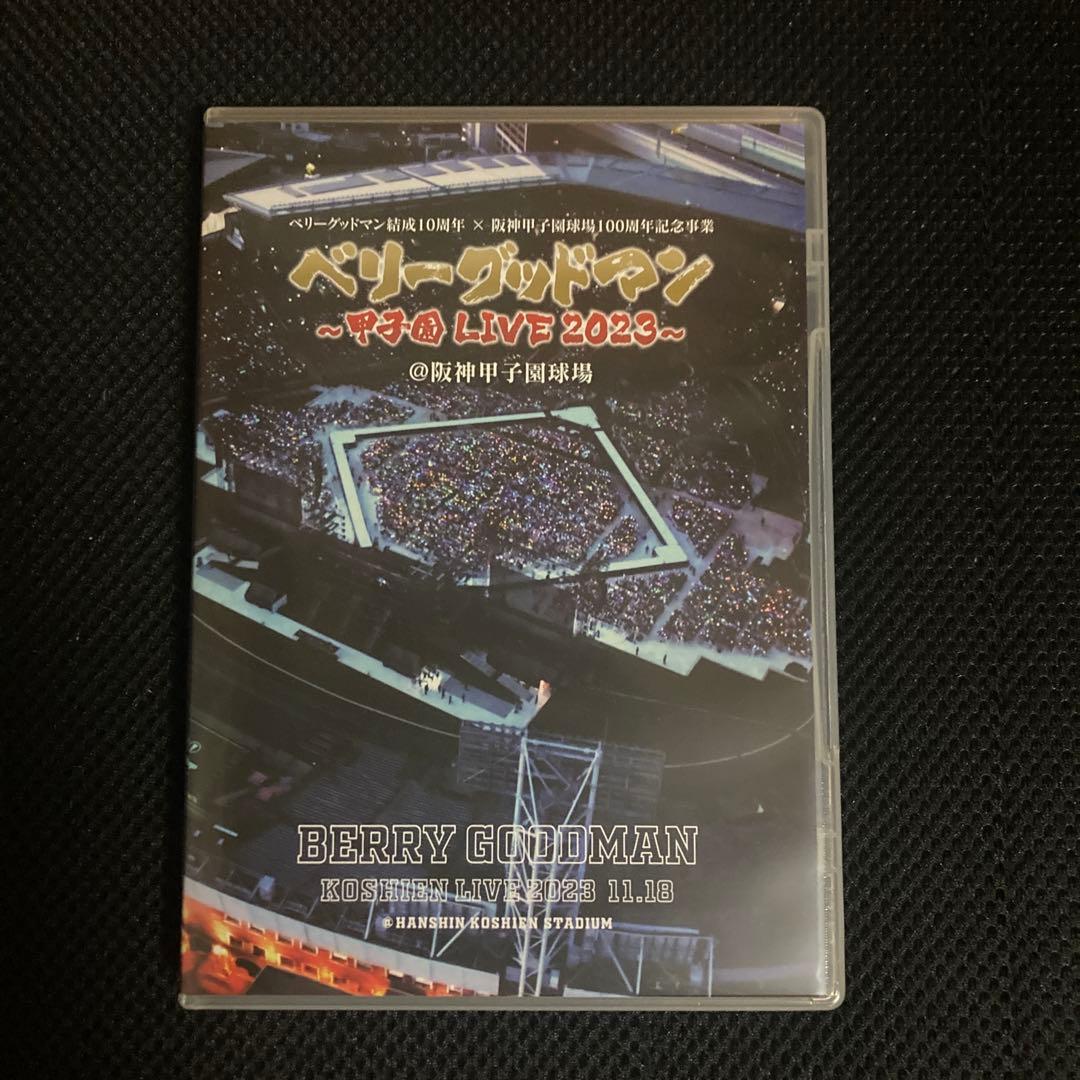 ベリーグッドマン結成10周年 × 阪神甲子園球場100周年記念事業
ベリーグッドマン
~甲子園 LIVE 2023~
@阪神甲子園球場
BERRY GOODMAN
KOSHIEN LIVE 2023 11.18
@HANSHIN KOSHIEN STADIUM